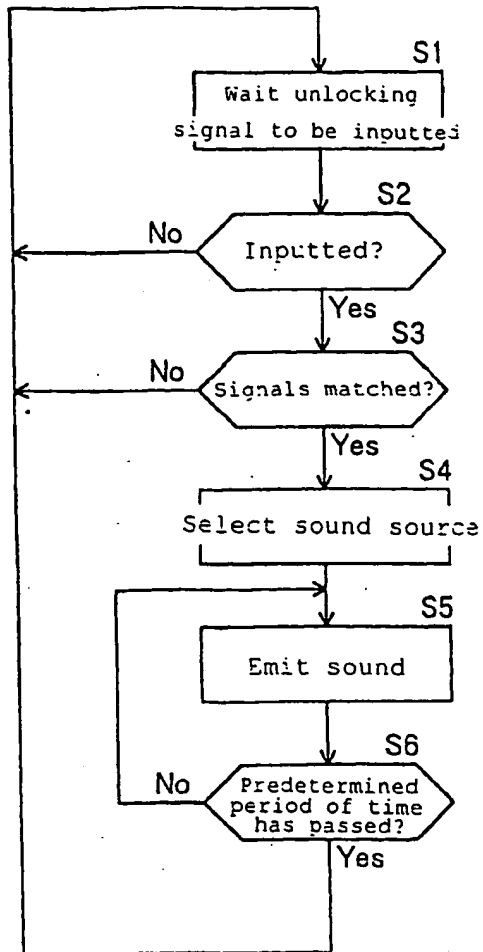 S1
Wait unlocking
signal to be inputted
S2
No
Inputted?
Yes
S3
No
Signals matched?
Yes
S4
Select sound source
S5
Emit sound
S6
No
Predetermined
period of time
has passed?
Yes